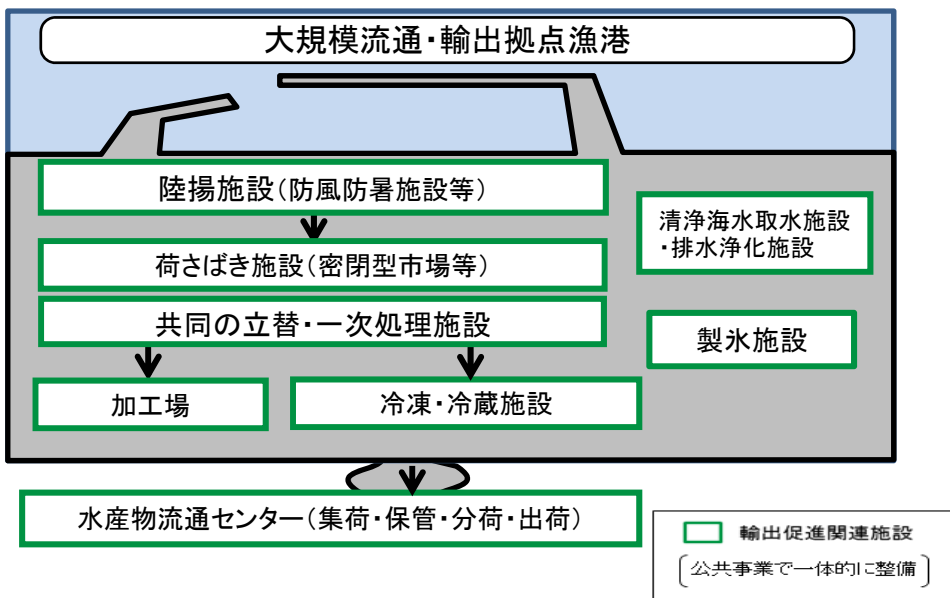 大規模流通・輸出拠点漁港
陸揚施設(防風防暑施設等)
荷さばき施設(密閉型市場等)
共同の立替・一次処理施設
加工場
冷凍・冷蔵施設
清浄海水取水施設
・排水浄化施設
製氷施設
水産物流通センター(集荷・保管・分荷・出荷)
輸出促進関連施設
公共事業で一体的に整備